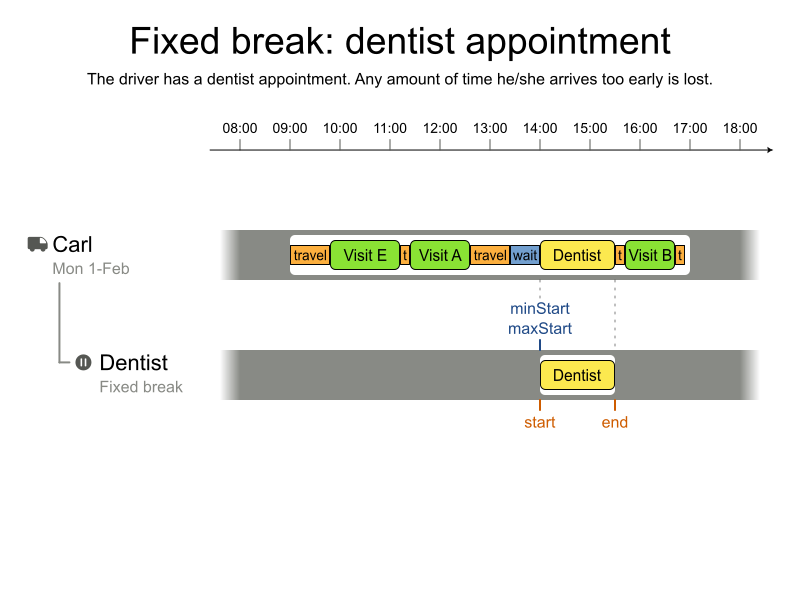 Fixed break: dentist appointment
The driver has a dentist appointment. Any amount of time he/she arrives too early is lost.
08:00 09:00 10:00 11:00 12:00 13:00 14:00 15:00 16:00 17:00 18:00
Carl
Mon 1-Feb
travel Visit E t Visit A travel wait Dentist t Visit B t
minStart
maxStart
Dentist
Fixed break
Dentist
start end